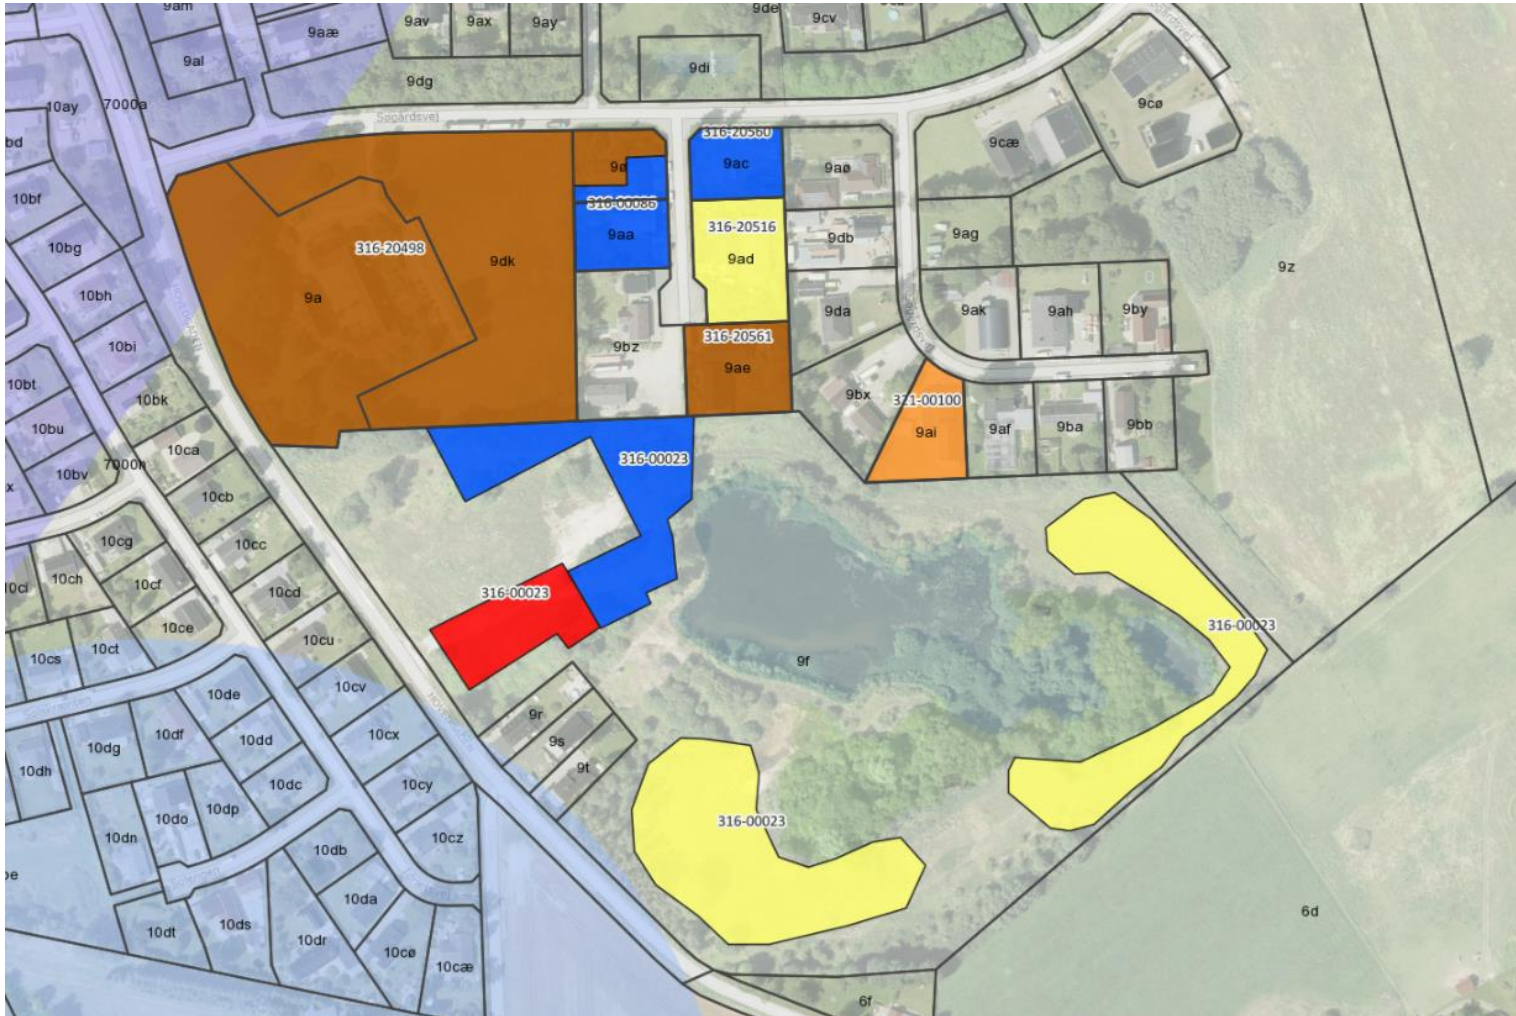 9am
9aæ
9av
9ax
9ay
9de
9cv
9al
9dg
9di
10ay
7000a
Søgårdsvej
9cø
9cæ
bd
316-20560
9ø
9ac
9aø
10bf
316-00086
9aa
316-20516
9db
9ag
10bg
316-20498
9dk
9ad
9z
9a
10bh
9da
9ak
9ah
9by
10bi
9bz
316-20561
9ae
10bt
10bk
9bx
321-00100
10bu
9ai
9af
9ba
9bb
10ca
7000h
10bv
316-00023
x
10cb
10cg
10cc
10ch
10cf
10cd
316-00023
10ce
10cu
316-00023
10cs
10ct
9f
10cv
10de
9r
10df
10dd
10cx
9s
10dg
10dh
9t
10dc
10cy
10dp
10do
316-00023
10dn
10cz
10db
10da
6d
10dt
10ds
10dr
10cø
10cæ
6f